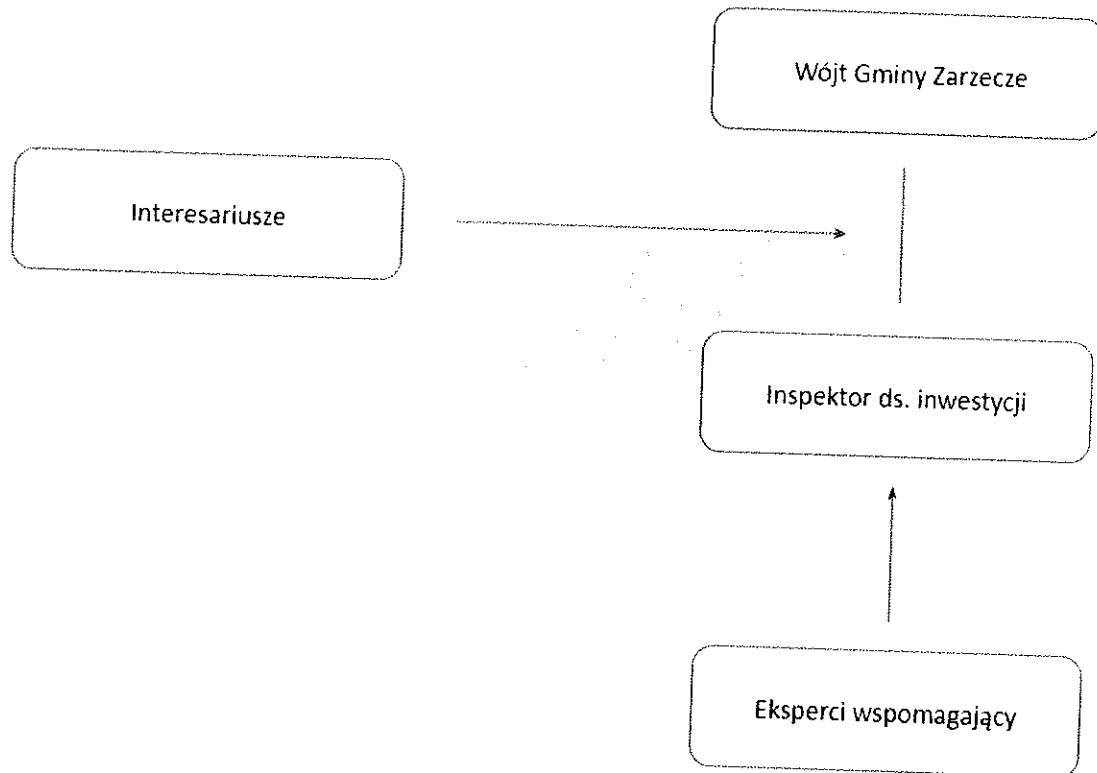 Wójt Gminy Zarzecze
Interesariusze
Inspektor ds. inwestycji
Eksperci wspomagający